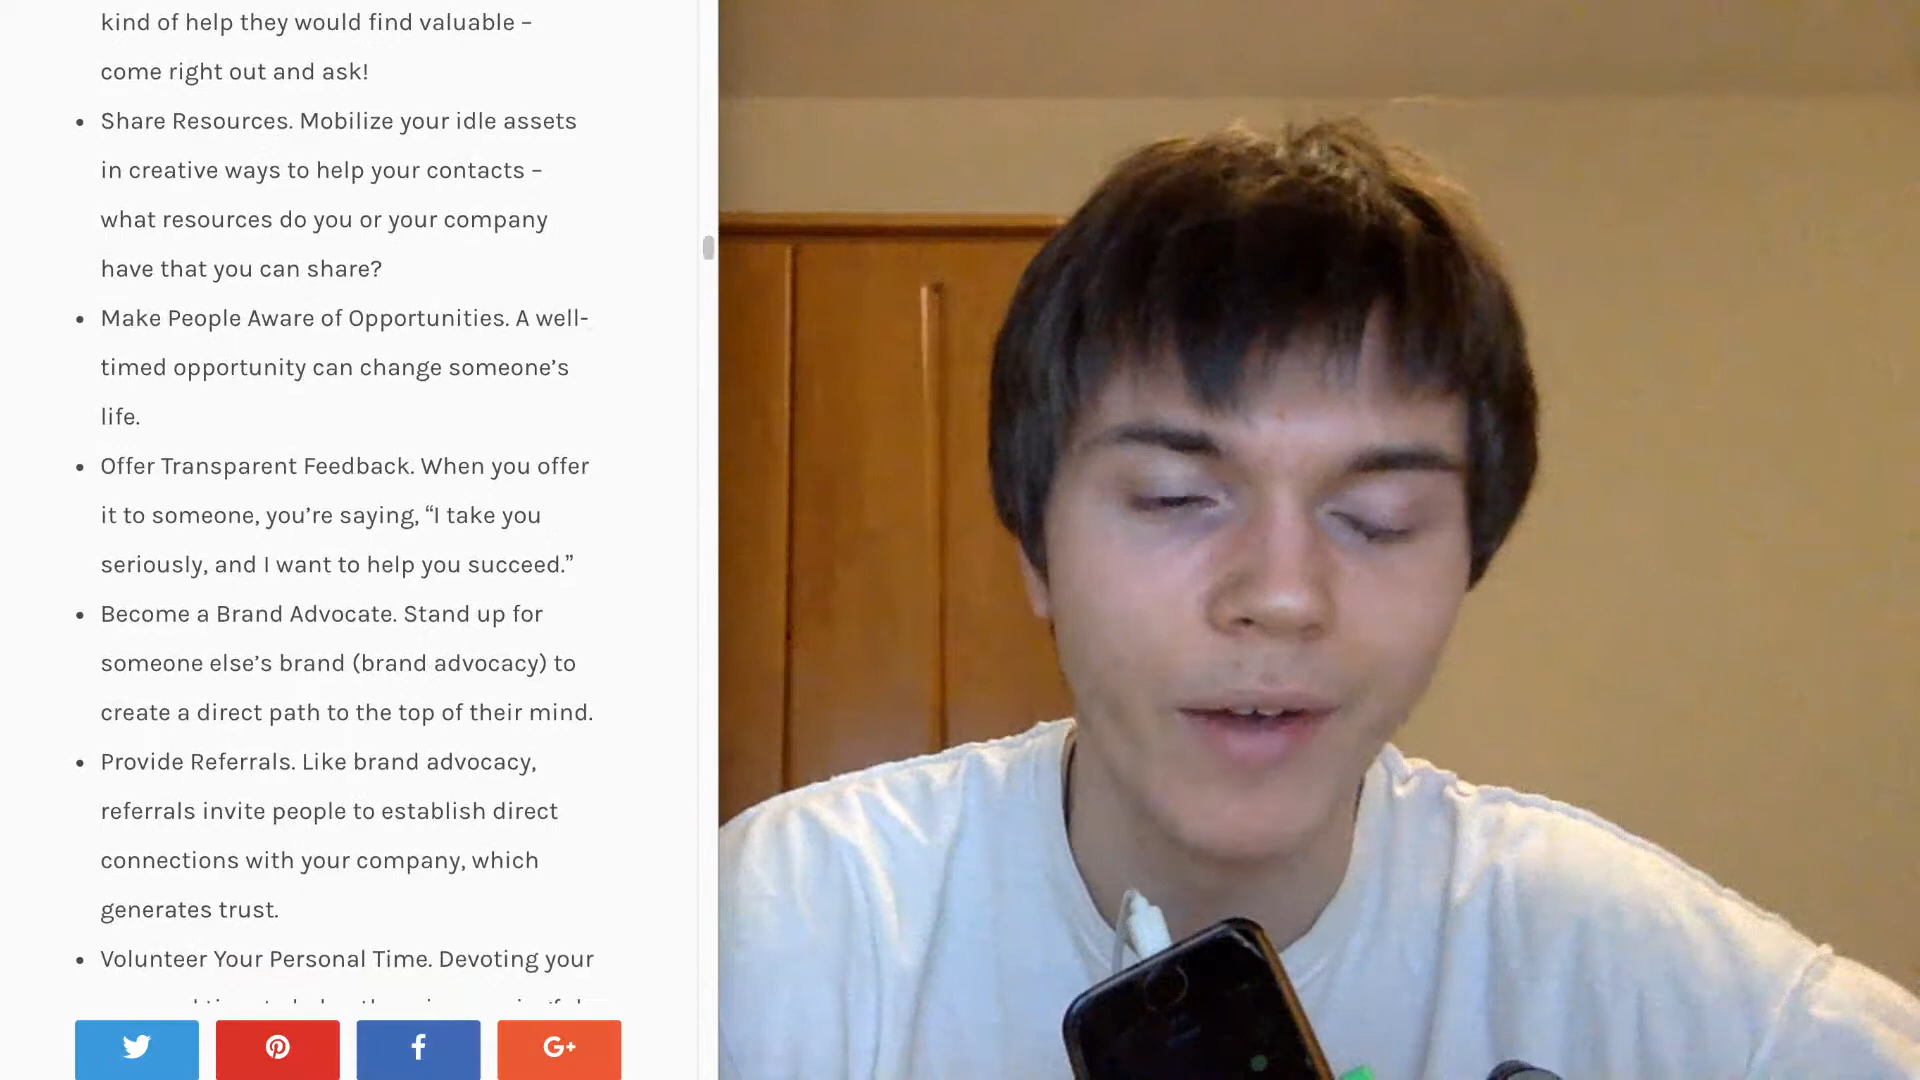 kind of help they would find valuable –
come right out and ask!
• Share Resources. Mobilize your idle assets
in creative ways to help your contacts –
what resources do you or your company
have that you can share?
• Make People Aware of Opportunities. A well-
timed opportunity can change someone’s
life.
• Offer Transparent Feedback. When you offer
it to someone, you’re saying, “I take you
seriously, and I want to help you succeed.”
• Become a Brand Advocate. Stand up for
someone else’s brand (brand advocacy) to
create a direct path to the top of their mind.
• Provide Referrals. Like brand advocacy,
referrals invite people to establish direct
connections with your company, which
generates trust.
• Volunteer Your Personal Time. Devoting your
G+